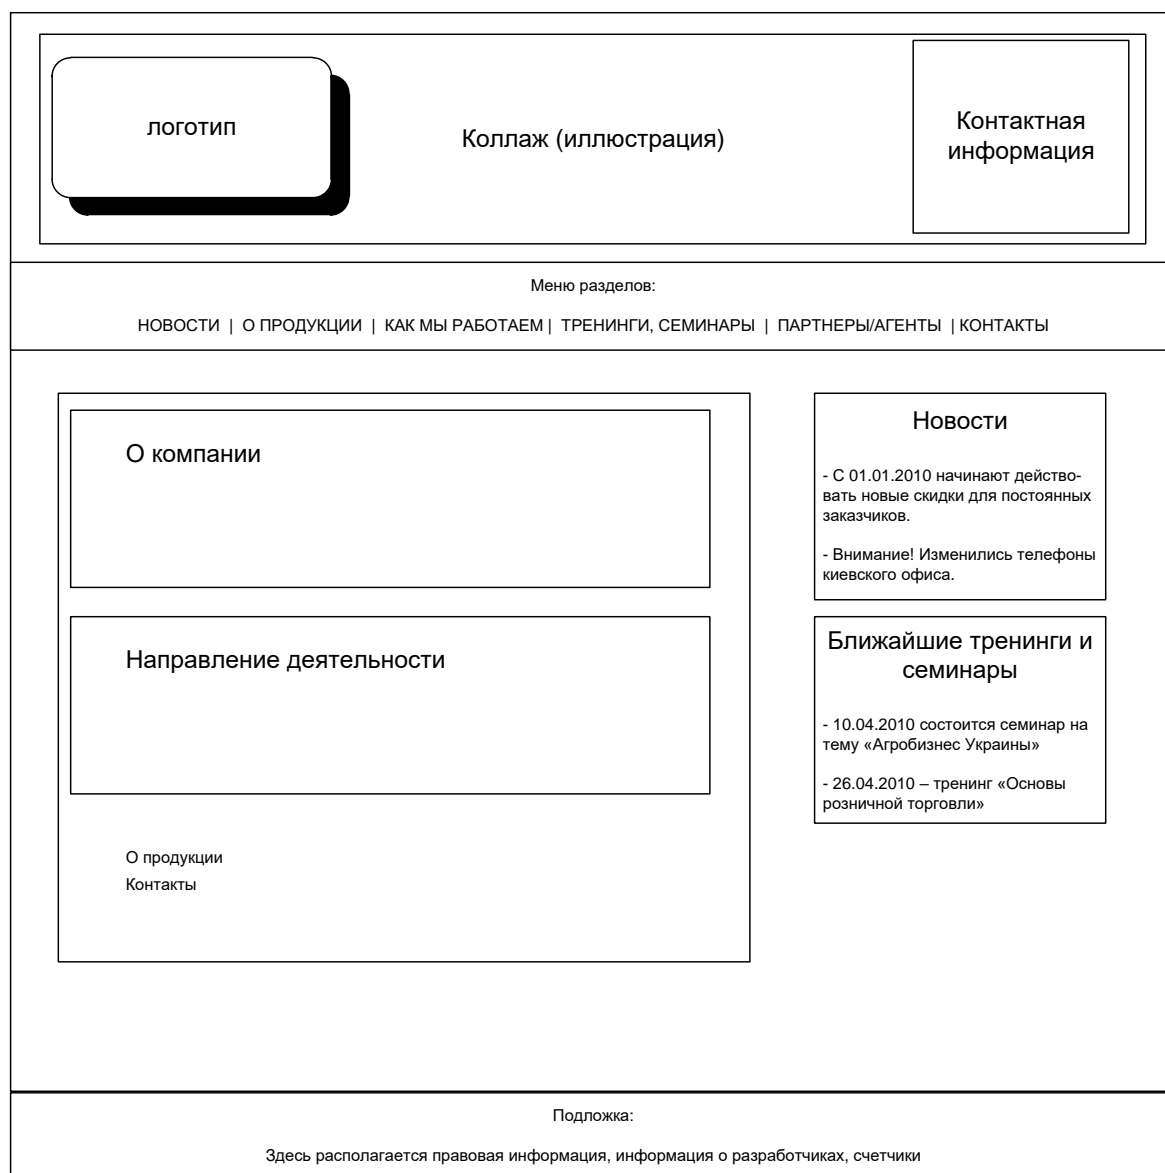 логотип
Коллаж (иллюстрация)
Контактная
информация
Меню разделов:
НОВОСТИ | О ПРОДУКЦИИ | КАК МЫ РАБОТАЕМ | ТРЕНИНГИ, СЕМИНАРЫ | ПАРТНЕРЫ/АГЕНТЫ | КОНТАКТЫ
О компании
Направление деятельности
О продукции
Контакты
Новости
- С 01.01.2010 начинают действо-
вать новые скидки для постоянных
заказчиков.
- Внимание! Изменились телефоны
киевского офиса.
Ближайшие тренинги и
семинары
- 10.04.2010 состоится семинар на
тему «Агробизнес Украины»
- 26.04.2010 – тренинг «Основы
розничной торговли»
Подложка:
Здесь располагается правовая информация, информация о разработчиках, счетчики